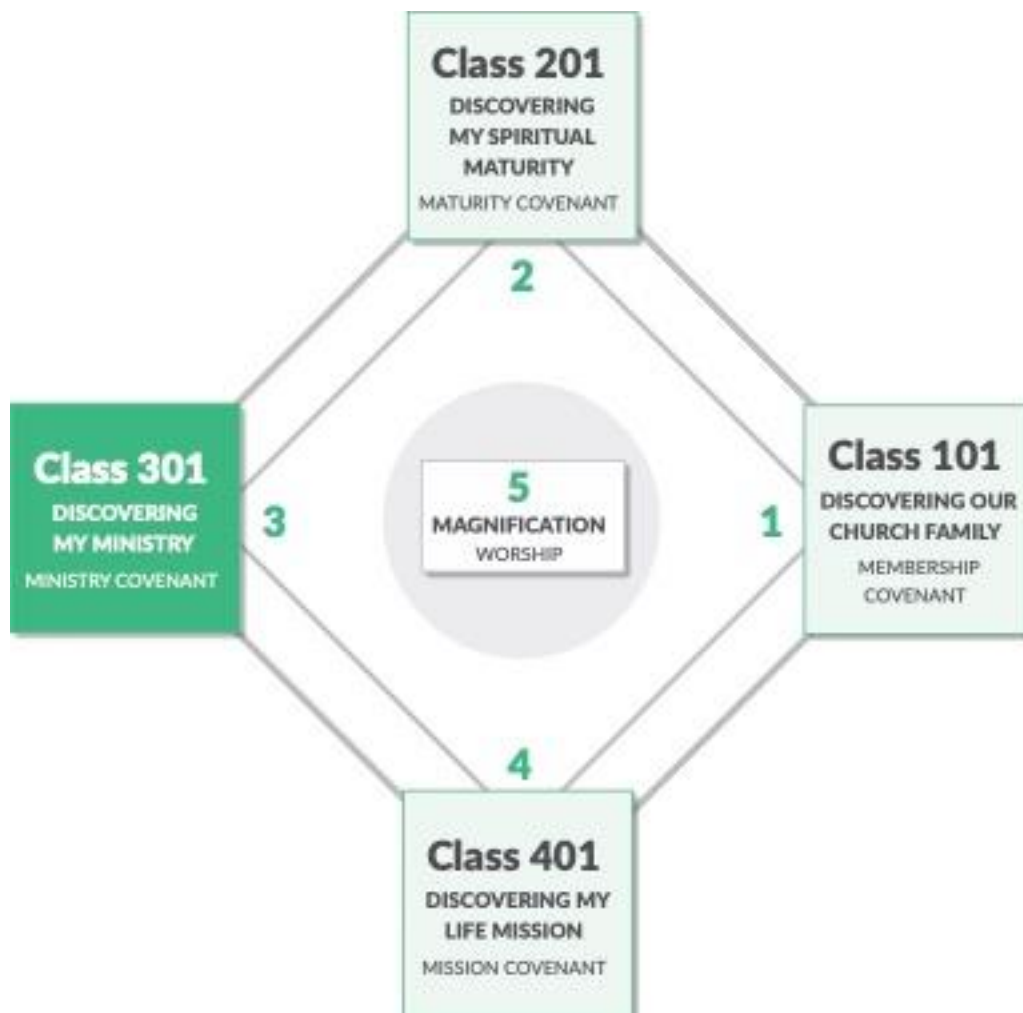 Class 201
DISCOVERING
MY SPIRITUAL
MATURITY
MATURITY COVENANT
2
Class 301
DISCOVERING
MY MINISTRY
MINISTRY COVENANT
3
5
MAGNIFICATION
WORSHIP
1
Class 101
DISCOVERING OUR
CHURCH FAMILY
MEMBERSHIP
COVENANT
4
Class 401
DISCOVERING MY
LIFE MISSION
MISSION COVENANT